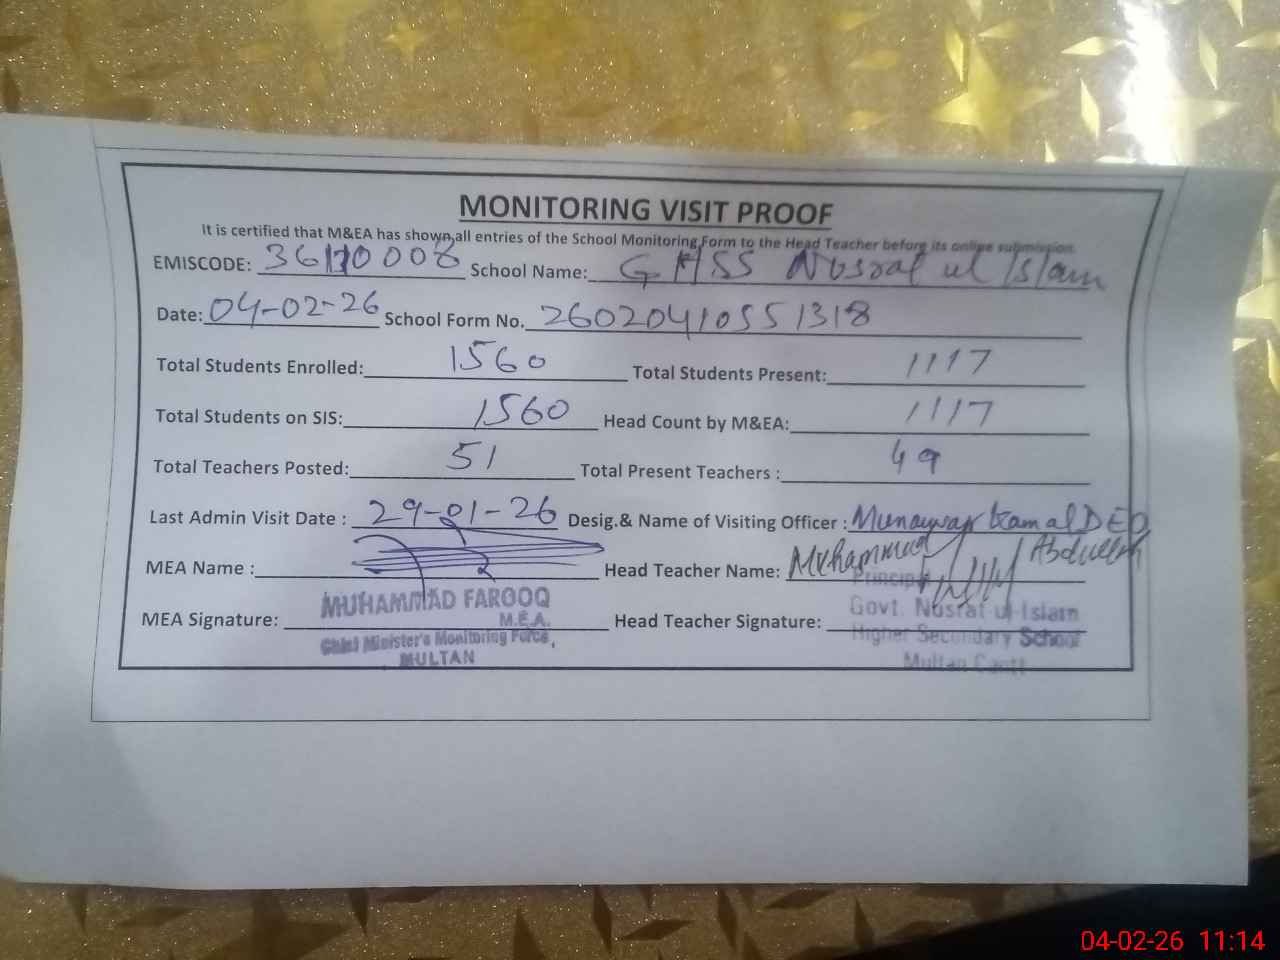 MONITORING VISIT PROOF
It is certified that M&EA has shown all entries of the School Monitoring Form to the Head Teacher before its online submission.
EMISCODE: 36110008 School Name: GHSS Nusrat ul Islam
Date: 04-02-26 School Form No. 26020410551318
Total Students Enrolled: 1560 Total Students Present: 1117
Total Students on SIS: 1560 Head Count by M&EA: 1117
Total Teachers Posted: 51 Total Present Teachers : 49
Last Admin Visit Date : 29-01-26 Desig.& Name of Visiting Officer : Munawar Kamal DEO
MEA Name : Head Teacher Name: Muhammad Abdullah
MEA Signature: MUHAMMAD FAROOQ Head Teacher Signature: Principal
M.E.A. Govt. Nusrat ul Islam
Chief Minister's Monitoring Force, Higher Secondary School
MULTAN Multan Cantt
04-02-26 11:14